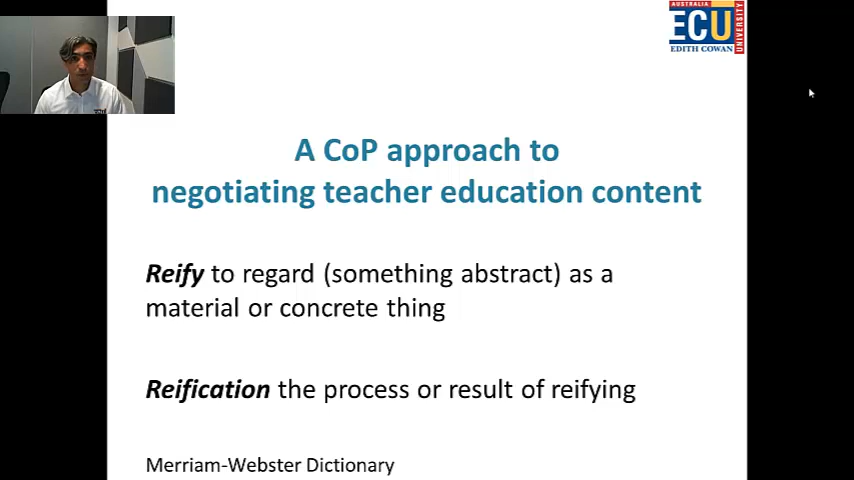 AUSTRALIA
ECU
EDITH COWAN
UNIVERSITY
A CoP approach to
negotiating teacher education content
Reify to regard (something abstract) as a
material or concrete thing
Reification the process or result of reifying
Merriam-Webster Dictionary